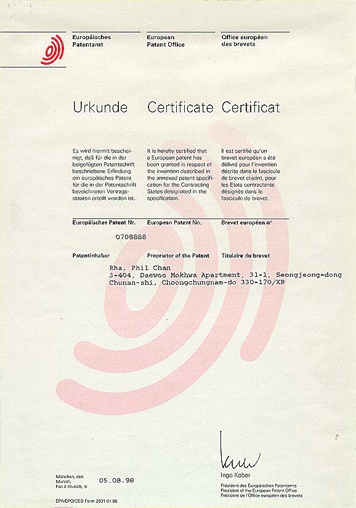 Europäisches
Patentamt
European
Patent Office
Office européen
des brevets
Urkunde
Certificate
Certificat
Es wird hiermit beschei-
nigt, daß für die in der
beigefügten Patentschrift
beschriebene Erfindung
ein europäisches Patent
für die in der Patentschrift
bezeichneten Vertrags-
staaten erteilt worden ist.
It is hereby certified that
a European patent has
been granted in respect of
the invention described in
the annexed patent specifi-
cation for the Contracting
States designated in the
specification.
Il est certifié qu'un
brevet européen a été
délivré pour l'invention
décrite dans le fascicule
de brevet ci-joint, pour
les Etats contractants
désignés dans le
fascicule de brevet.
Europäisches Patent Nr.
European Patent No.
Brevet européen n°
0708888
Patentinhaber
Proprietor of the Patent
Titulaire du brevet
Rha, Phil Chan
3-404, Daewoo Mokhwa Apartment, 31-1, Seongjeong-dong
Chunan-shi, Choongchungnam-do 330-170/KR
München, den
Munich,
Fait à Munich, le
05.08.98
Ingo Kober
Präsident des Europäischen Patentamts
President of the European Patent Office
Président de l'Office européen des brevets